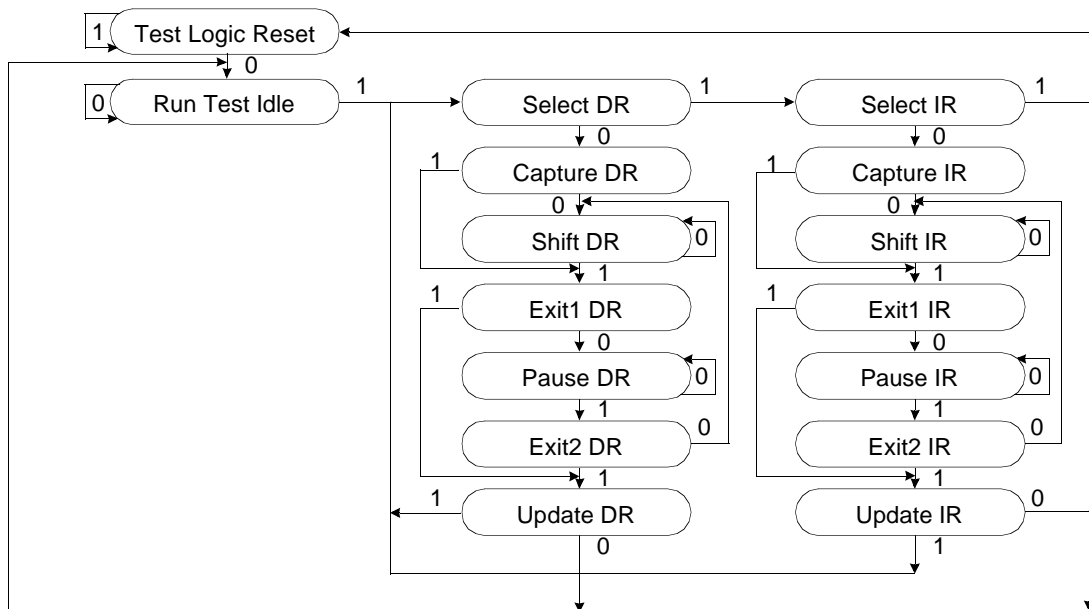 1 Test Logic Reset
0
0 Run Test Idle 1 Select DR 1 Select IR 1
0 0
1 Capture DR 1 Capture IR
0 0
Shift DR 0 Shift IR 0
1 1
1 Exit1 DR 1 Exit1 IR
0 0
Pause DR 0 Pause IR 0
1 1
Exit2 DR 0 Exit2 IR 0
1 1
1 Update DR Update IR 0
0 1